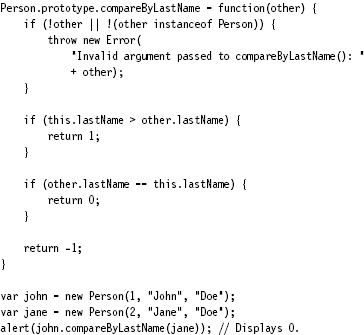 Person.prototype.compareByLastName = function(other) {
    if (!other || !(other instanceof Person)) {
        throw new Error(
            "Invalid argument passed to compareByLastName(): "
            + other);
    }

    if (this.lastName > other.lastName) {
        return 1;
    }

    if (other.lastName == this.lastName) {
        return 0;
    }

    return -1;
}

var john = new Person(1, "John", "Doe");
var jane = new Person(2, "Jane", "Doe");
alert(john.compareByLastName(jane)); // Displays 0.